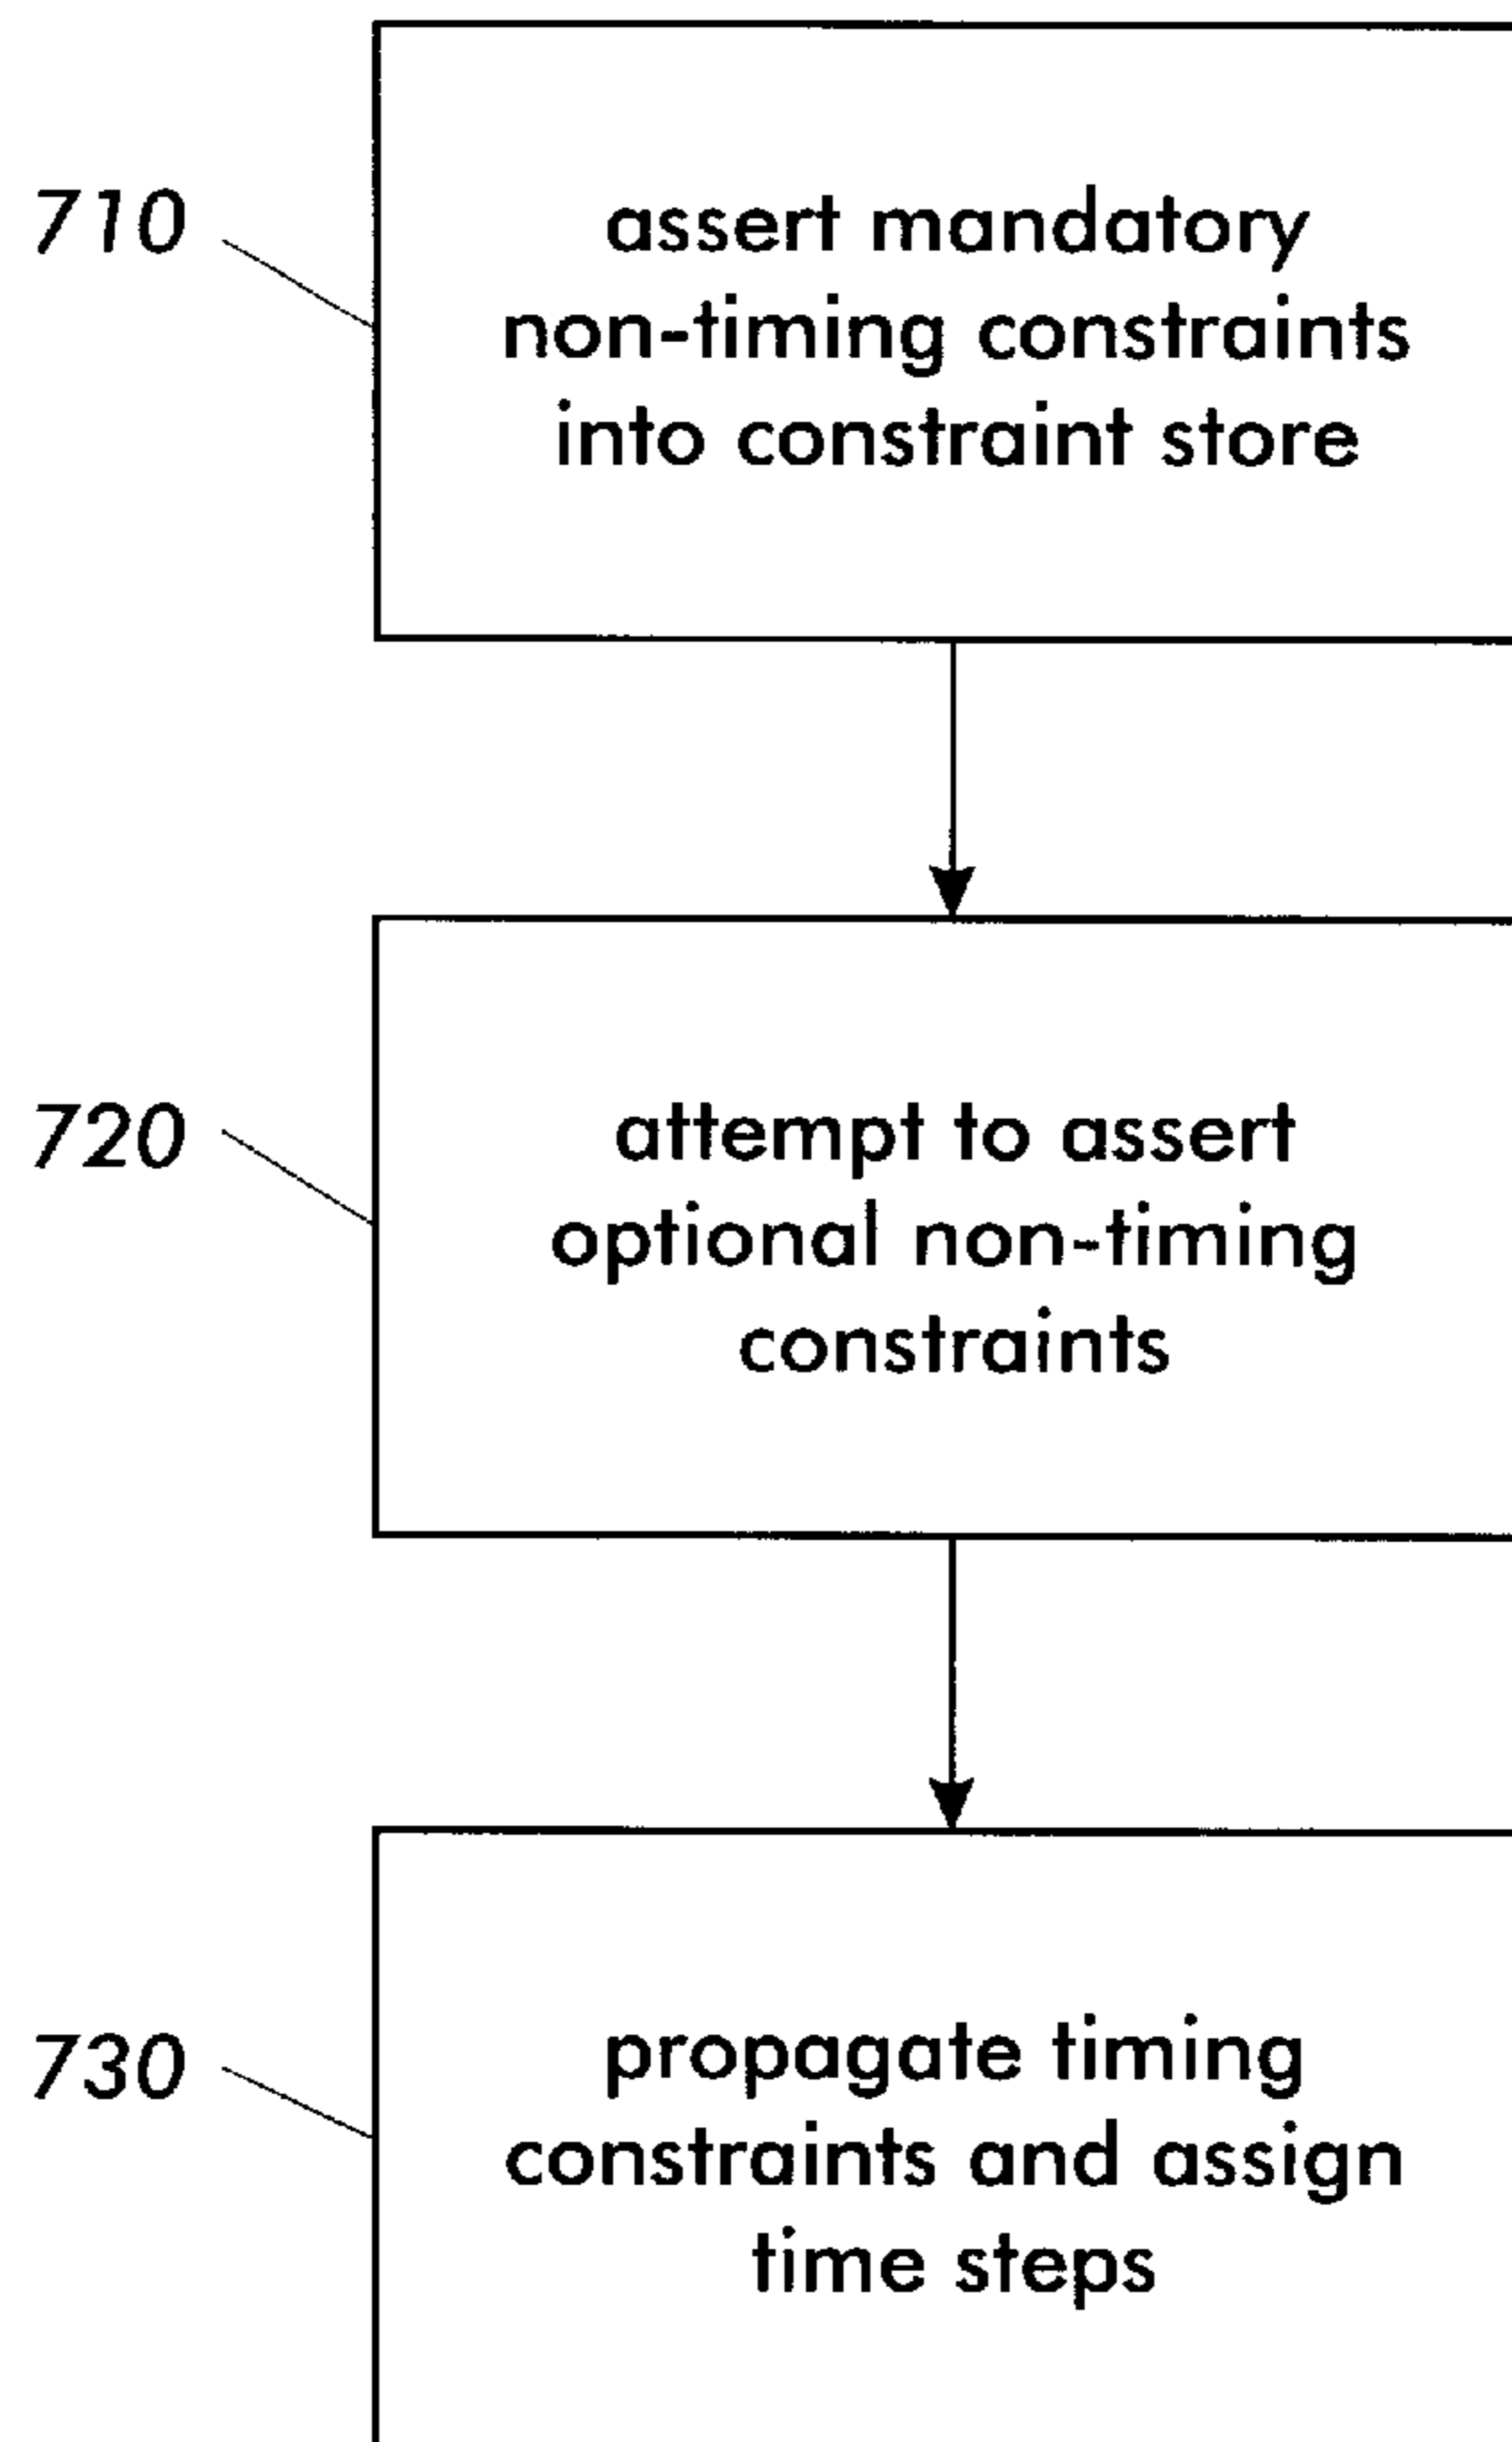 710
assert mandatory
non-timing constraints
into constraint store
720
attempt to assert
optional non-timing
constraints
730
propagate timing
constraints and assign
time steps